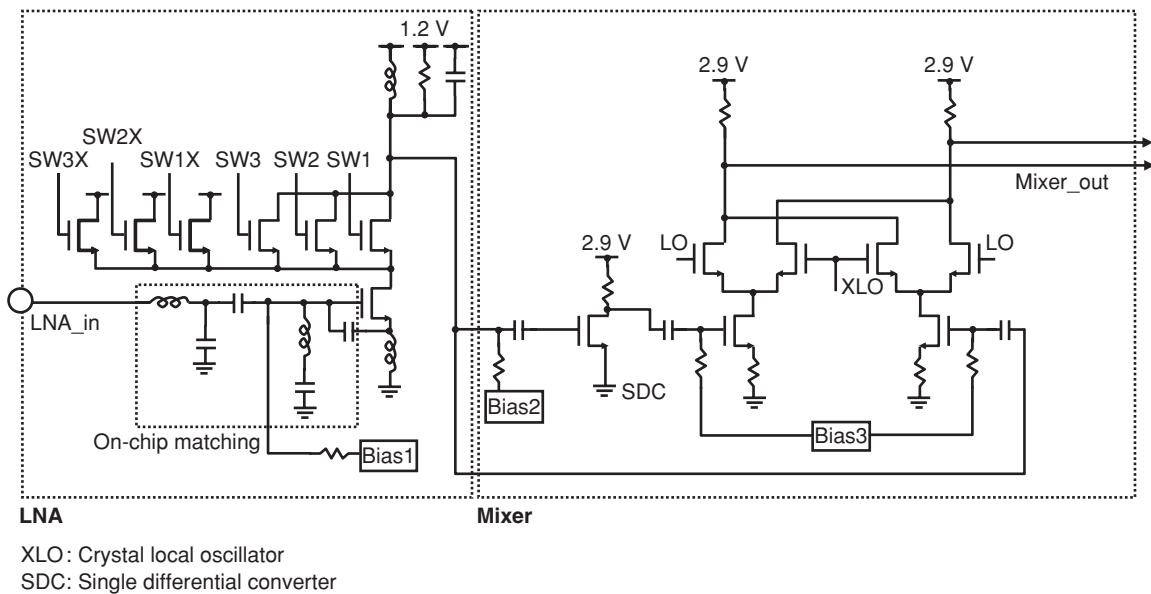 1.2 V
2.9 V
2.9 V
SW2X
SW3X SW1X SW3 SW2 SW1
Mixer_out
2.9 V
LO
LO
XLO
LNA_in
SDC
Bias2
On-chip matching
Bias3
Bias1
LNA
Mixer
XLO: Crystal local oscillator
SDC: Single differential converter